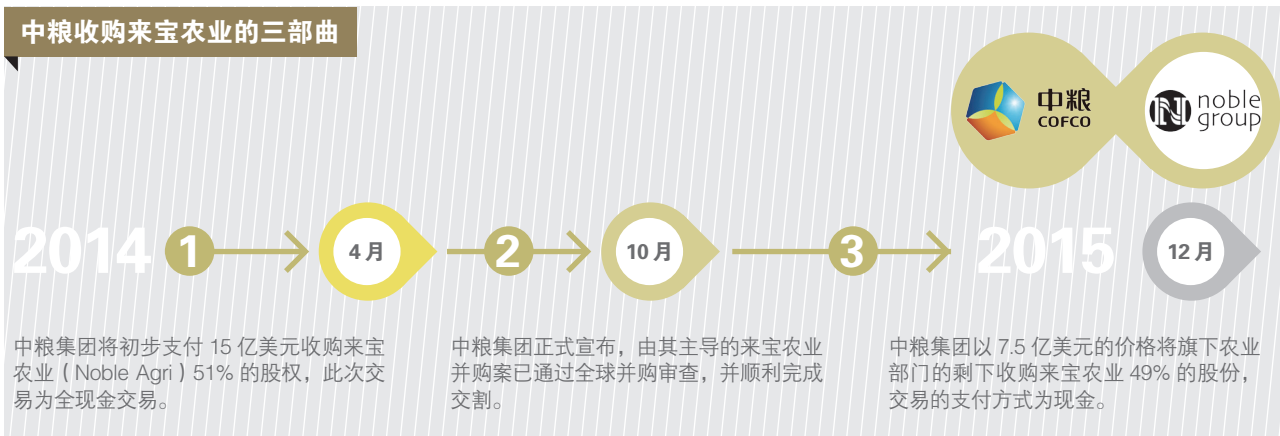 中粮收购来宝农业的三部曲
中粮
COFCO
noble
group
2014
1
4月
2
10月
3
2015
12月
中粮集团将初步支付 15 亿美元收购来宝
农业（Noble Agri）51% 的股权，此次交
易为全现金交易。
中粮集团正式宣布，由其主导的来宝农业
并购案已通过全球并购审查，并顺利完成
交割。
中粮集团以 7.5 亿美元的价格将旗下农业
部门的剩下收购来宝农业 49% 的股份，
交易的支付方式为现金。